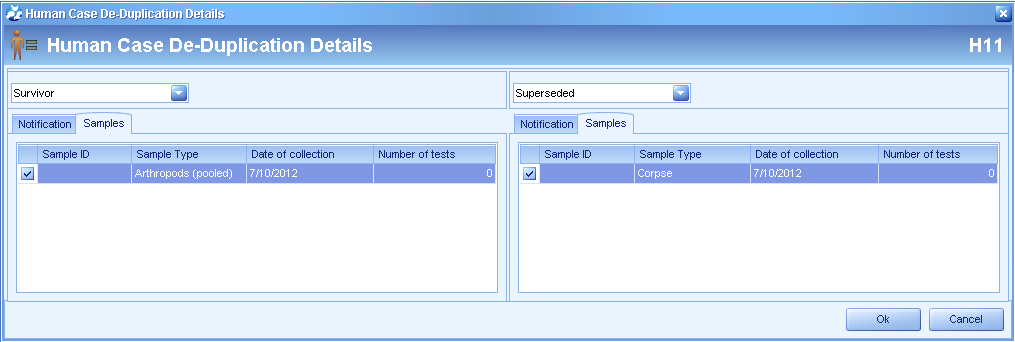 Human Case De-Duplication Details
Human Case De-Duplication Details H11
Survivor Superseded
Notification Samples Notification Samples
Sample ID Sample Type Date of collection Number of tests Sample ID Sample Type Date of collection Number of tests
Arthropods (pooled) 7/10/2012 0 Corpse 7/10/2012 0
Ok Cancel